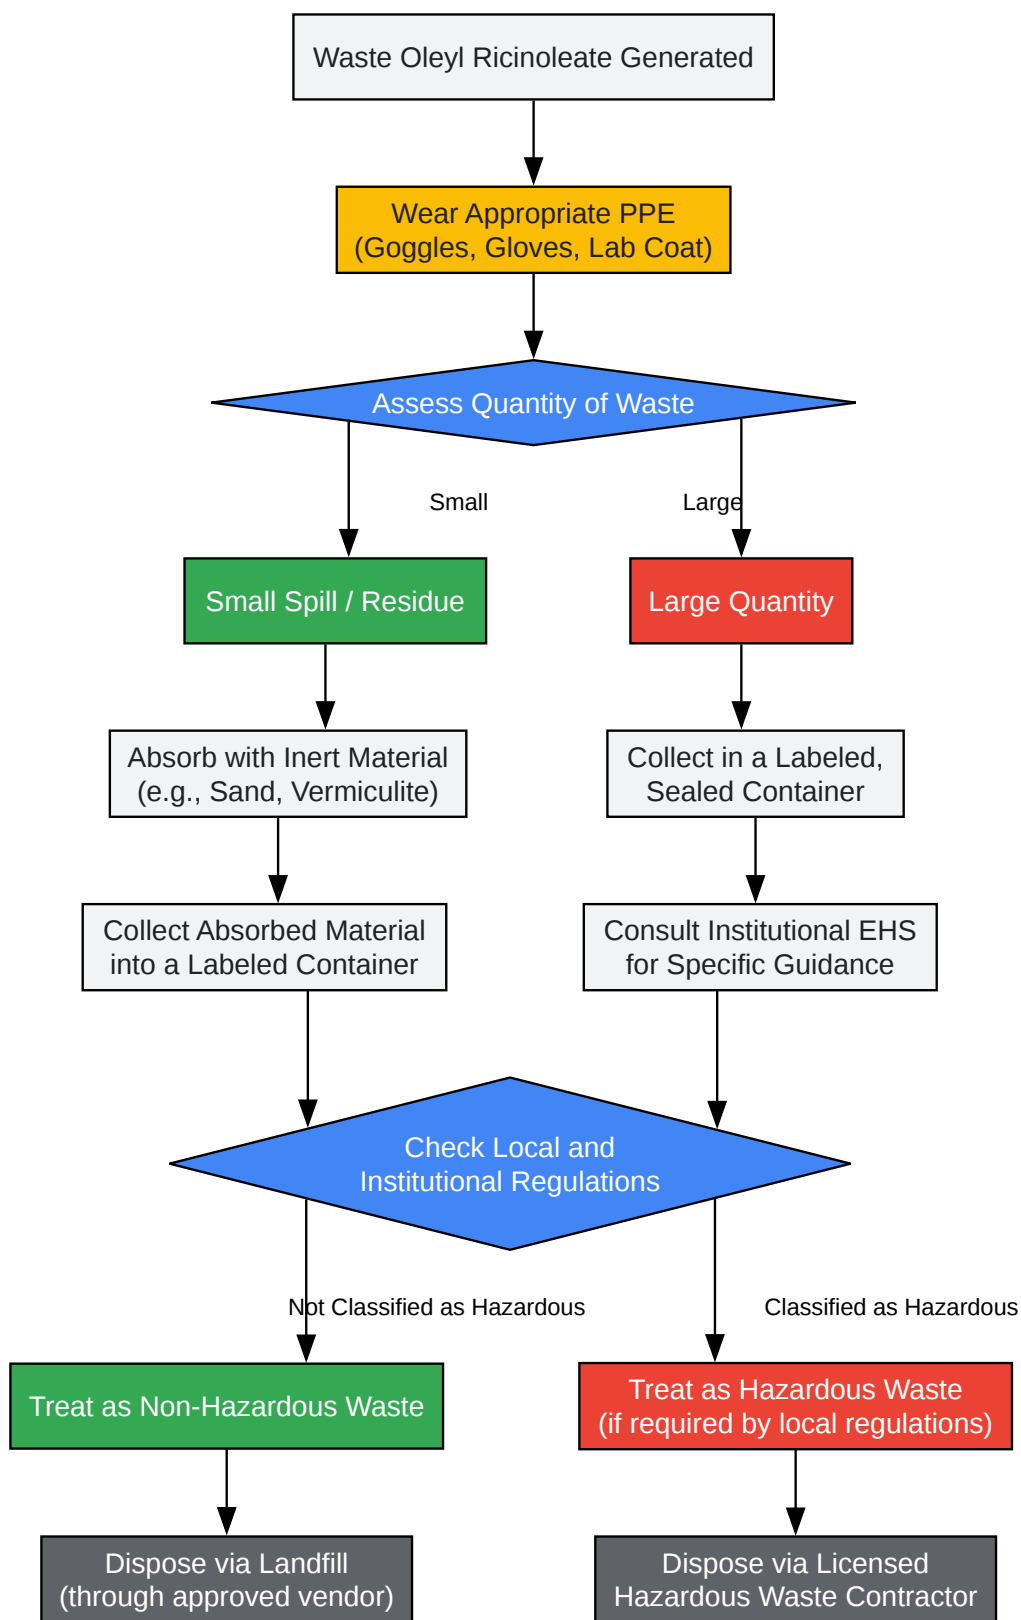 Waste Oleyl Ricinoleate Generated
Wear Appropriate PPE
(Goggles, Gloves, Lab Coat)
Assess Quantity of Waste
Small
Large
Small Spill / Residue
Large Quantity
Absorb with Inert Material
(e.g., Sand, Vermiculite)
Collect in a Labeled,
Sealed Container
Collect Absorbed Material
into a Labeled Container
Consult Institutional EHS
for Specific Guidance
Check Local and
Institutional Regulations
Not Classified as Hazardous
Classified as Hazardous
Treat as Non-Hazardous Waste
Treat as Hazardous Waste
(if required by local regulations)
Dispose via Landfill
(through approved vendor)
Dispose via Licensed
Hazardous Waste Contractor